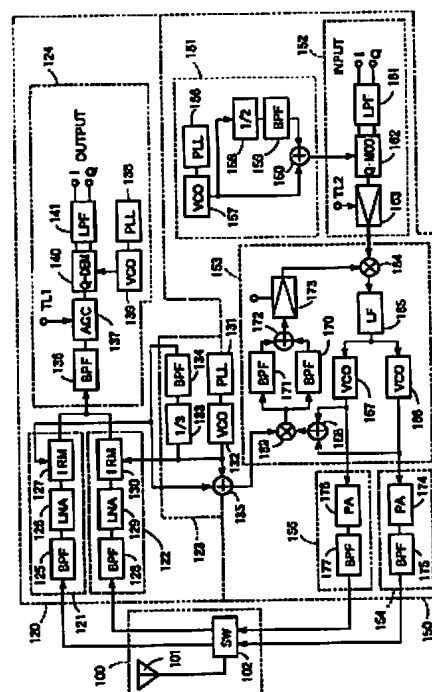 124
OUTPUT
I
Q
TL1
BPF
136
AGC
137
Q-DEM
140
LPF
141
VCO
139
PLL
138
120
121
BPF
125
LNA
126
IRM
127
BPF
128
LNA
129
IRM
130
122
123
BPF
134
1/3
133
PLL
131
VCO
132
135
151
PLL
156
VCO
157
1/2
158
BPF
159
160
152
INPUT
I
Q
LPF
161
Q-MOD
162
TL2
163
153
173
164
LF
165
172
BPF
171
BPF
170
169
168
VCO
167
VCO
166
155
PA
176
BPF
177
PA
174
BPF
175
154
150
100
101
SW
102